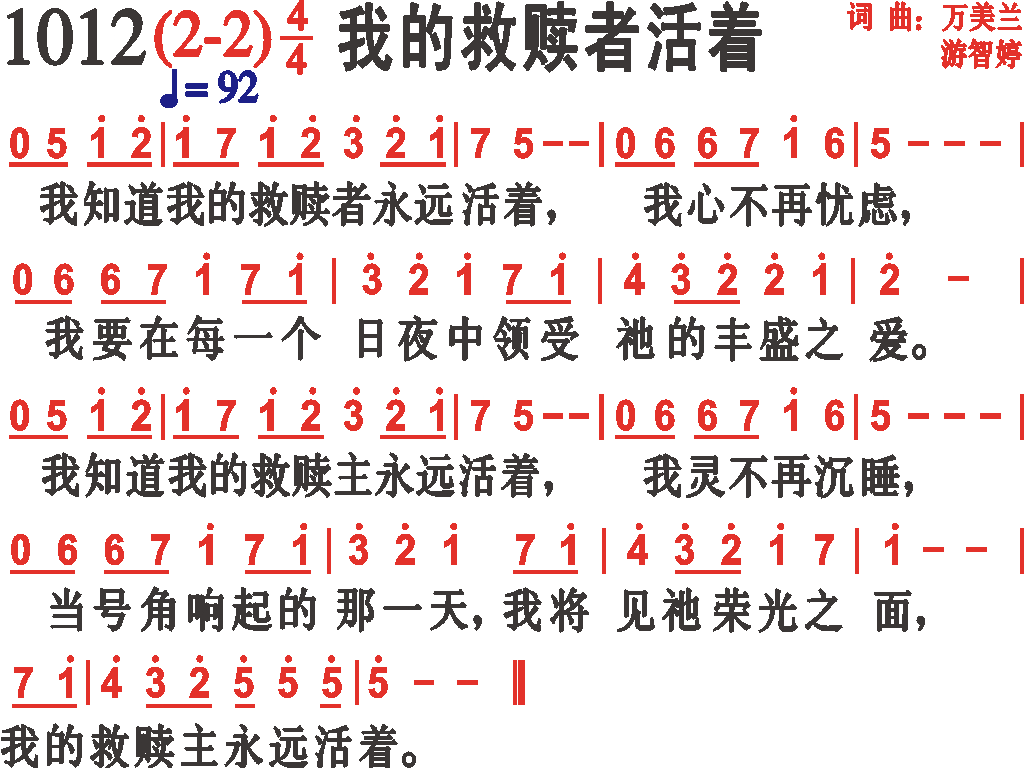 1012(2-2) 4/4 我的救赎者活着 词 曲：万美兰
游智婷
♩= 92
0 5 1̇ 2̇ | 1̇ 7 1̇ 2̇ 3̇ 2̇ 1̇ | 7 5 – – | 0 6 6 7 1̇ 6 | 5 – – – |
我知道我的救赎者永远活着， 我心不再忧虑，
0 6 6 7 1̇ 7 1̇ | 3̇ 2̇ 1̇ 7 1̇ | 4̇ 3̇ 2̇ 2̇ 1̇ | 2̇ – |
我要在每一个 日夜中领受 祂的丰盛之 爱。
0 5 1̇ 2̇ | 1̇ 7 1̇ 2̇ 3̇ 2̇ 1̇ | 7 5 – – | 0 6 6 7 1̇ 6 | 5 – – – |
我知道我的救赎主永远活着， 我灵不再沉睡，
0 6 6 7 1̇ 7 1̇ | 3̇ 2̇ 1̇ 7 1̇ | 4̇ 3̇ 2̇ 1̇ 7 | 1̇ – – |
当号角响起的 那一天，我将 见祂荣光之 面，
7 1̇ | 4̇ 3̇ 2̇ 5̇ 5̇ 5̇ | 5̇ – – ‖
我的救赎主永远活着。